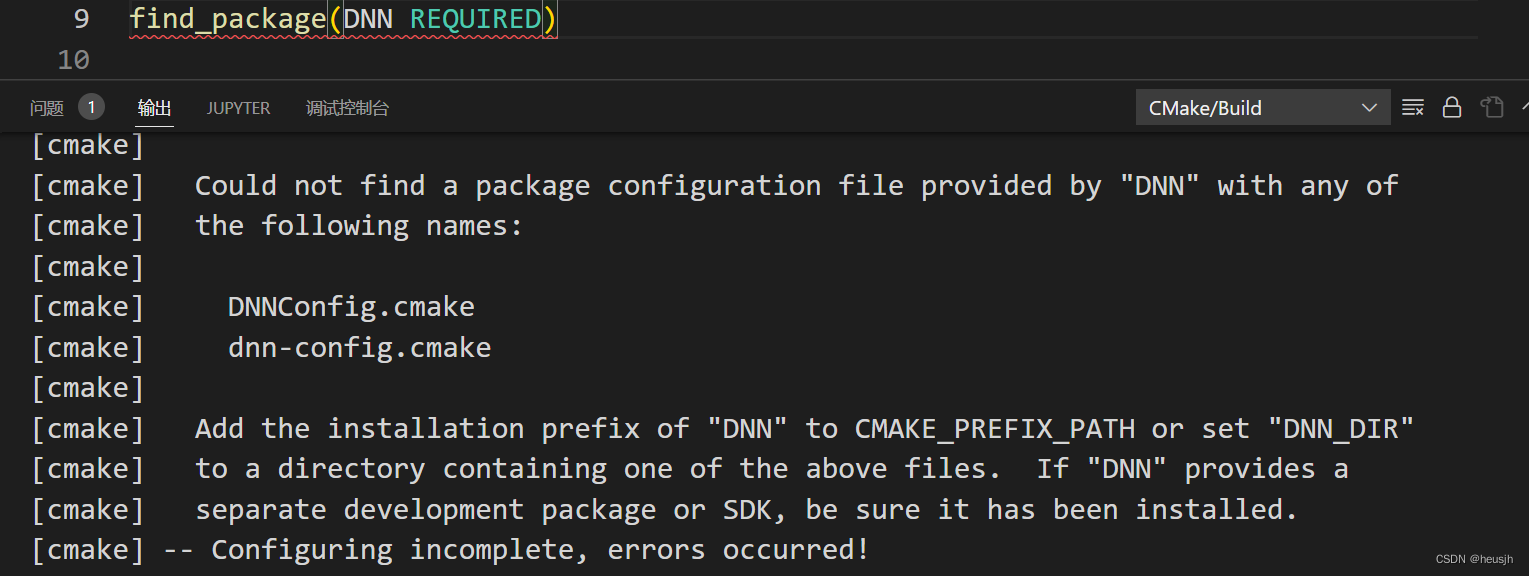 9 find_package(DNN REQUIRED)
10
问题 1 输出 JUPYTER 调试控制台 CMake/Build
[cmake]
[cmake] Could not find a package configuration file provided by "DNN" with any of
[cmake] the following names:
[cmake]
[cmake] DNNConfig.cmake
[cmake] dnn-config.cmake
[cmake]
[cmake] Add the installation prefix of "DNN" to CMAKE_PREFIX_PATH or set "DNN_DIR"
[cmake] to a directory containing one of the above files. If "DNN" provides a
[cmake] separate development package or SDK, be sure it has been installed.
[cmake] -- Configuring incomplete, errors occurred!
CSDN @heusjh